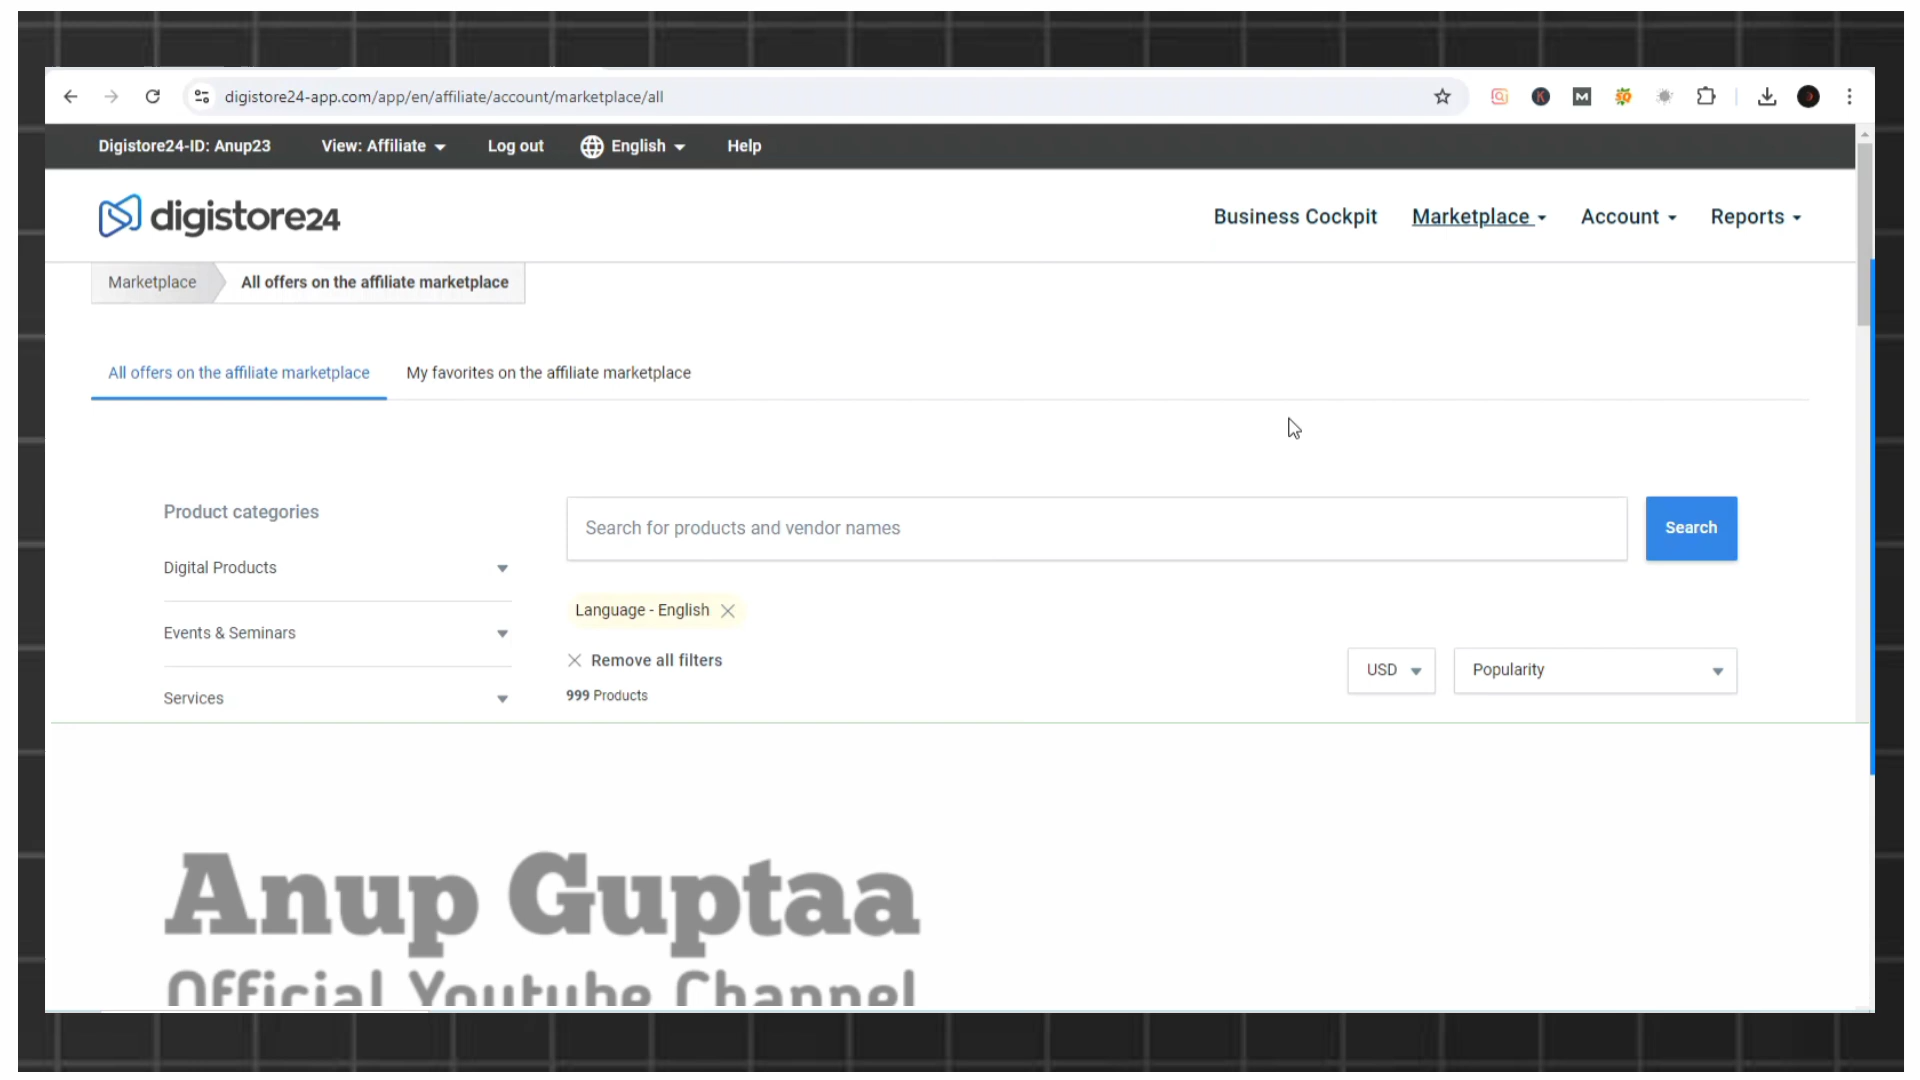 digistore24-app.com/app/en/affiliate/account/marketplace/all
Digistore24-ID: Anup23 View: Affiliate Log out English Help
digistore24
Business Cockpit Marketplace Account Reports
Marketplace All offers on the affiliate marketplace
All offers on the affiliate marketplace My favorites on the affiliate marketplace
Product categories
Digital Products
Events & Seminars
Services
Search for products and vendor names Search
Language - English
Remove all filters
999 Products
USD Popularity
Anup Guptaa
Official Youtube Channel